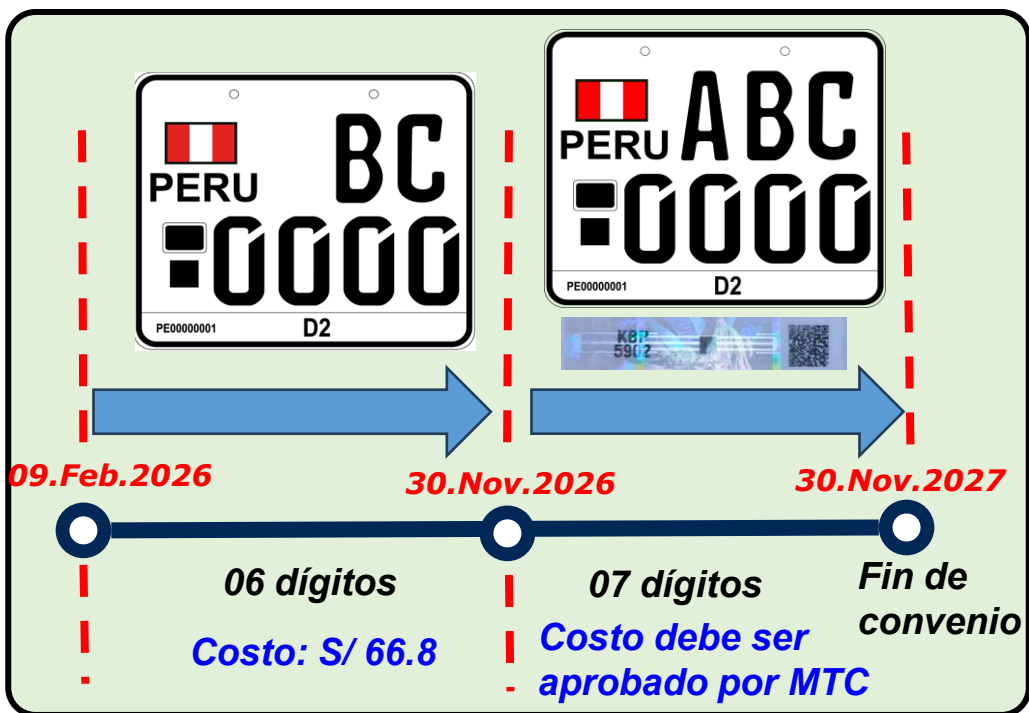 BC
PERU
0000
PE00000001
D2
ABC
PERU
0000
PE00000001
D2
KBP
5902
09.Feb.2026
30.Nov.2026
30.Nov.2027
06 dígitos
Costo: S/ 66.8
07 dígitos
Costo debe ser
aprobado por MTC
Fin de
convenio